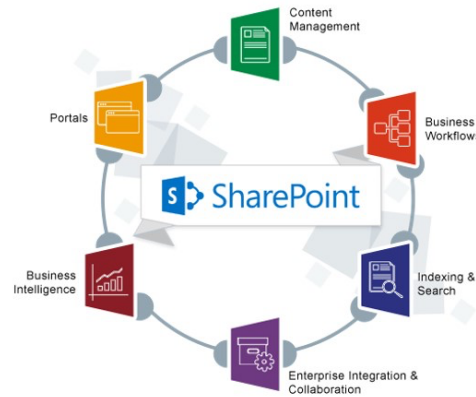 Content
Management
Portals
Business
Workflow
S SharePoint
Business
Intelligence
Indexing &
Search
Enterprise Integration &
Collaboration